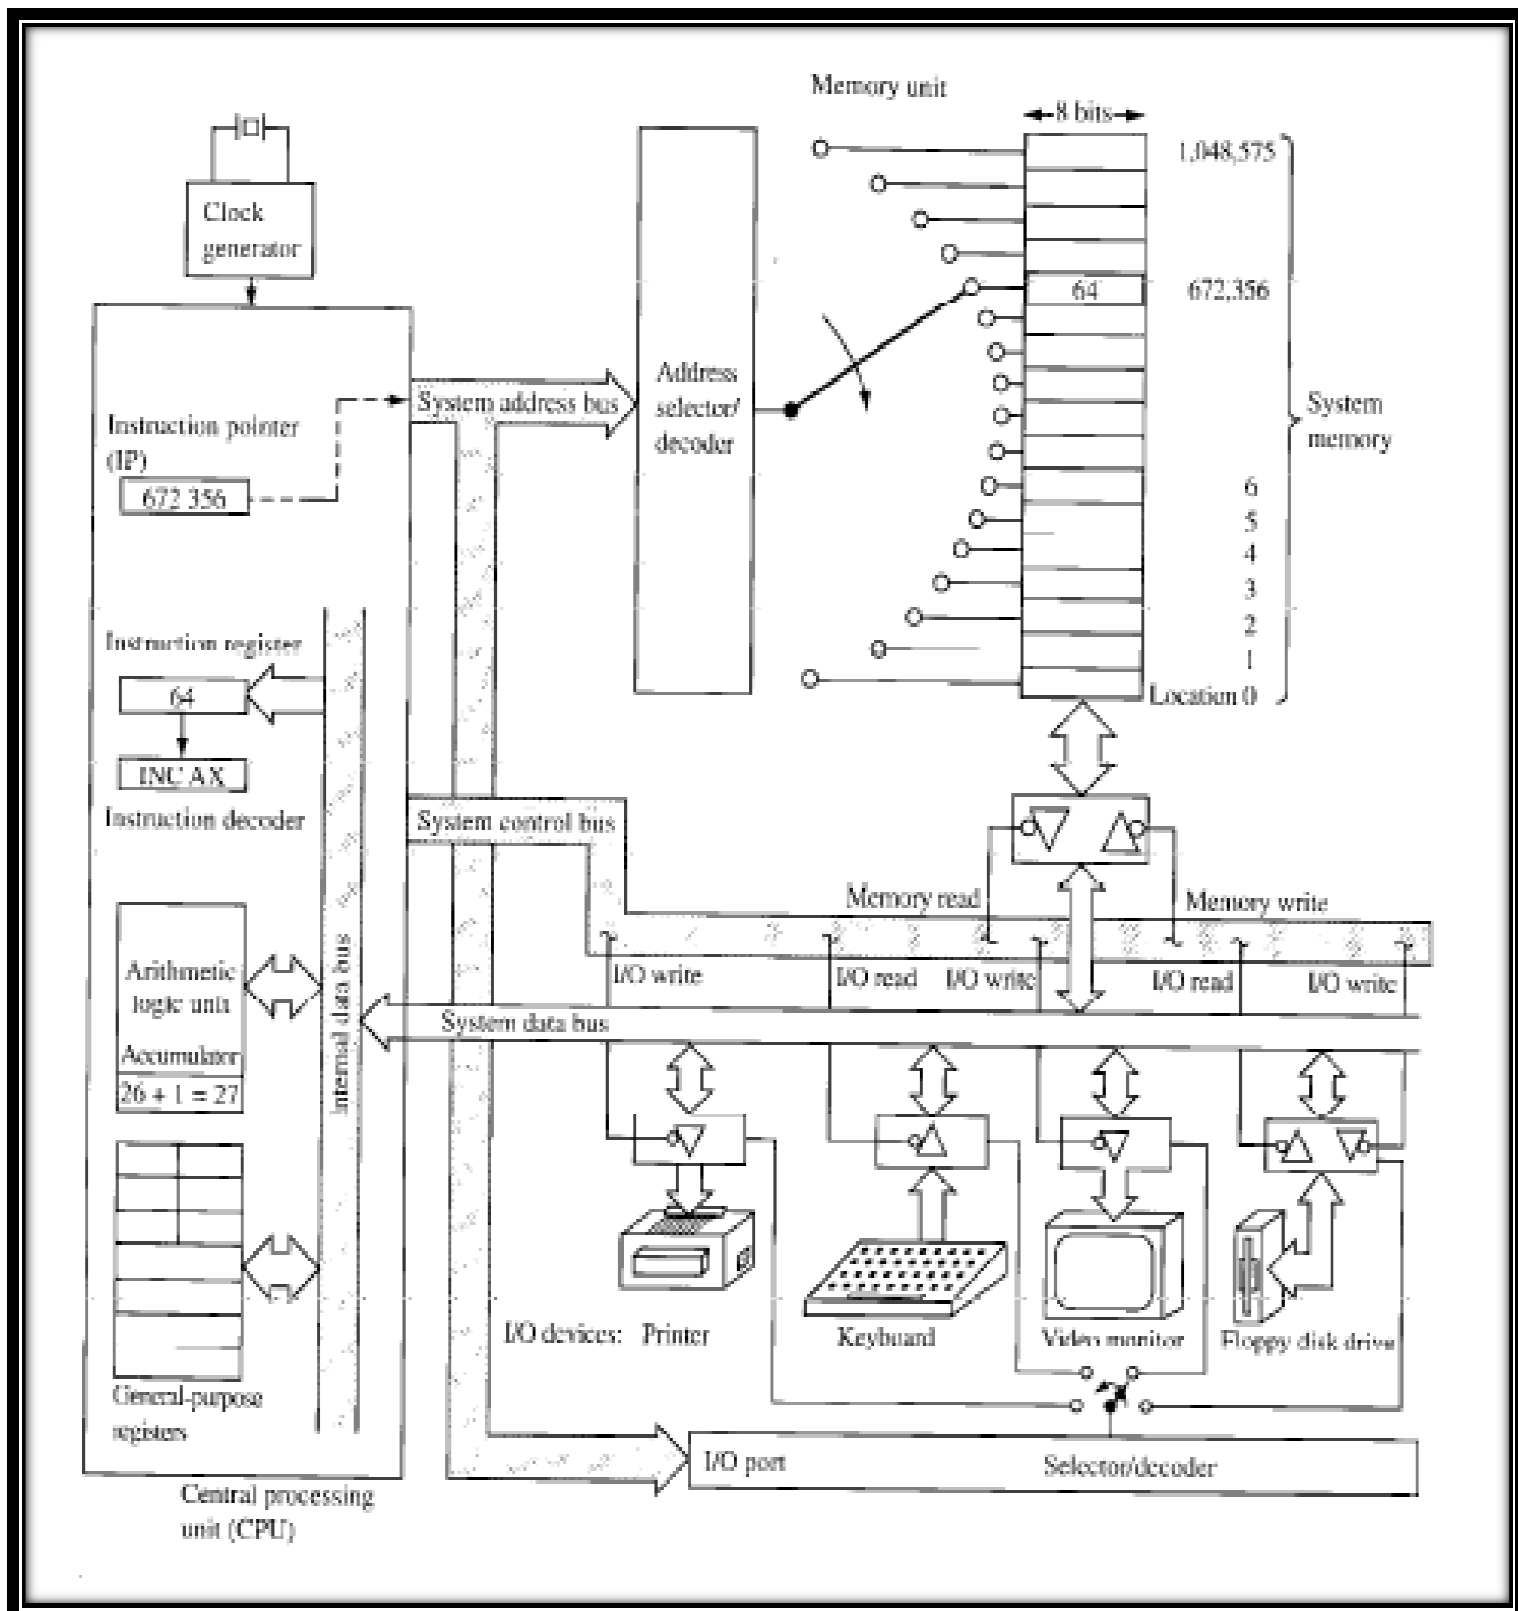 Memory unit
8 bits
1,048,575
Clock
generator
64
672,356
Address
selector/
decoder
System address bus
System
memory
Instruction pointer
(IP)
672 356
6
5
4
3
2
1
Location 0
Instruction register
64
INC AX
Instruction decoder
System control bus
Memory read
Memory write
I/O write
I/O read
I/O write
I/O read
I/O write
Arithmetic
logic unit
Internal data bus
System data bus
Accumulator
26 + 1 = 27
I/O devices:
Printer
Keyboard
Video monitor
Floppy disk drive
General-purpose
registers
I/O port
Selector/decoder
Central processing
unit (CPU)